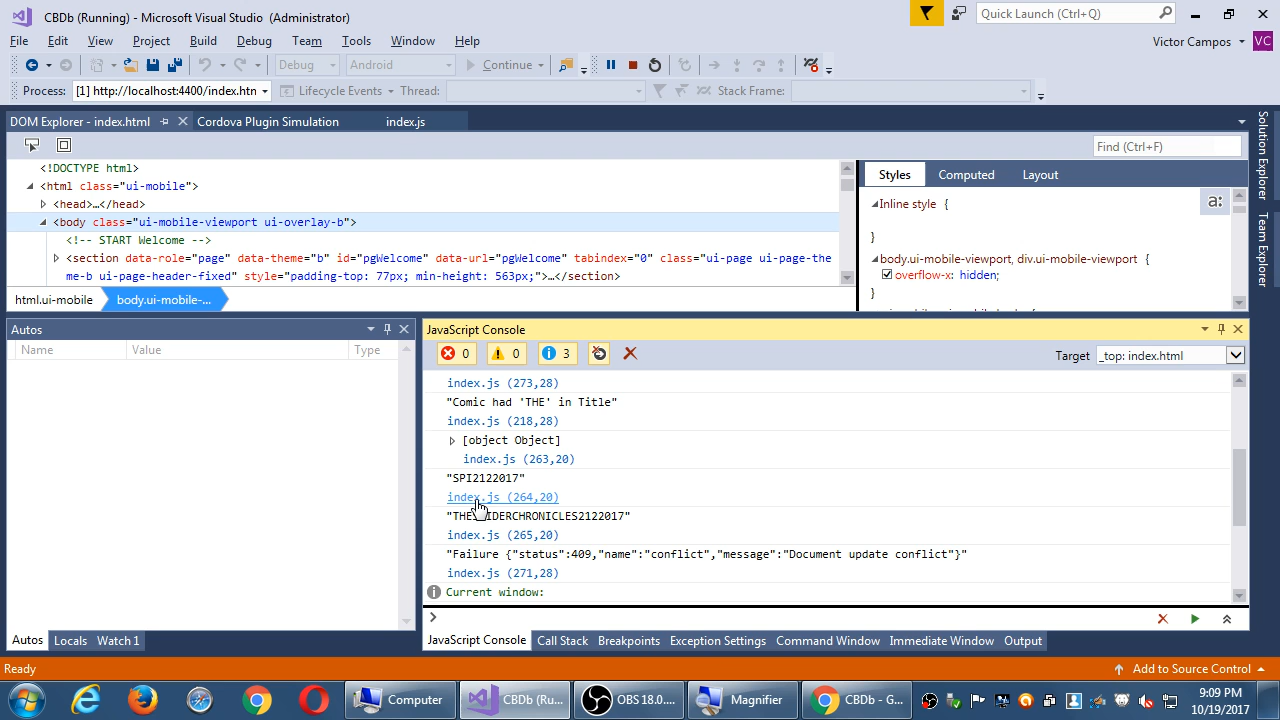 CBDb (Running) - Microsoft Visual Studio (Administrator)
Quick Launch (Ctrl+Q)
File Edit View Project Build Debug Team Tools Window Help
Victor Campos VC
Debug Android Continue
Process: [1] http://localhost:4400/index.htn Lifecycle Events Thread: Stack Frame:
DOM Explorer - index.html Cordova Plugin Simulation index.js
Find (Ctrl+F)
<!DOCTYPE html>
<html class="ui-mobile">
<head>…</head>
<body class="ui-mobile-viewport ui-overlay-b">
<!-- START Welcome -->
<section data-role="page" data-theme="b" id="pgWelcome" data-url="pgWelcome" tabindex="0" class="ui-page ui-page-the
me-b ui-page-header-fixed" style="padding-top: 77px; min-height: 563px;">…</section>
html.ui-mobile body.ui-mobile-...
Styles Computed Layout
Inline style {
a:
}
body.ui-mobile-viewport, div.ui-mobile-viewport {
overflow-x: hidden;
}
Solution Explorer
Team Explorer
Autos
Name Value Type
Autos Locals Watch 1
JavaScript Console
0 0 3
Target _top: index.html
index.js (273,28)
"Comic had 'THE' in Title"
index.js (218,28)
[object Object]
index.js (263,20)
"SPI2122017"
index.js (264,20)
index.js (265,20)
"Failure {"status":409,"name":"conflict","message":"Document update conflict"}"
index.js (271,28)
Current window:
JavaScript Console Call Stack Breakpoints Exception Settings Command Window Immediate Window Output
Ready
Add to Source Control
Computer CBDb (Ru... OBS 18.0.... Magnifier CBDb - G...
9:09 PM
10/19/2017